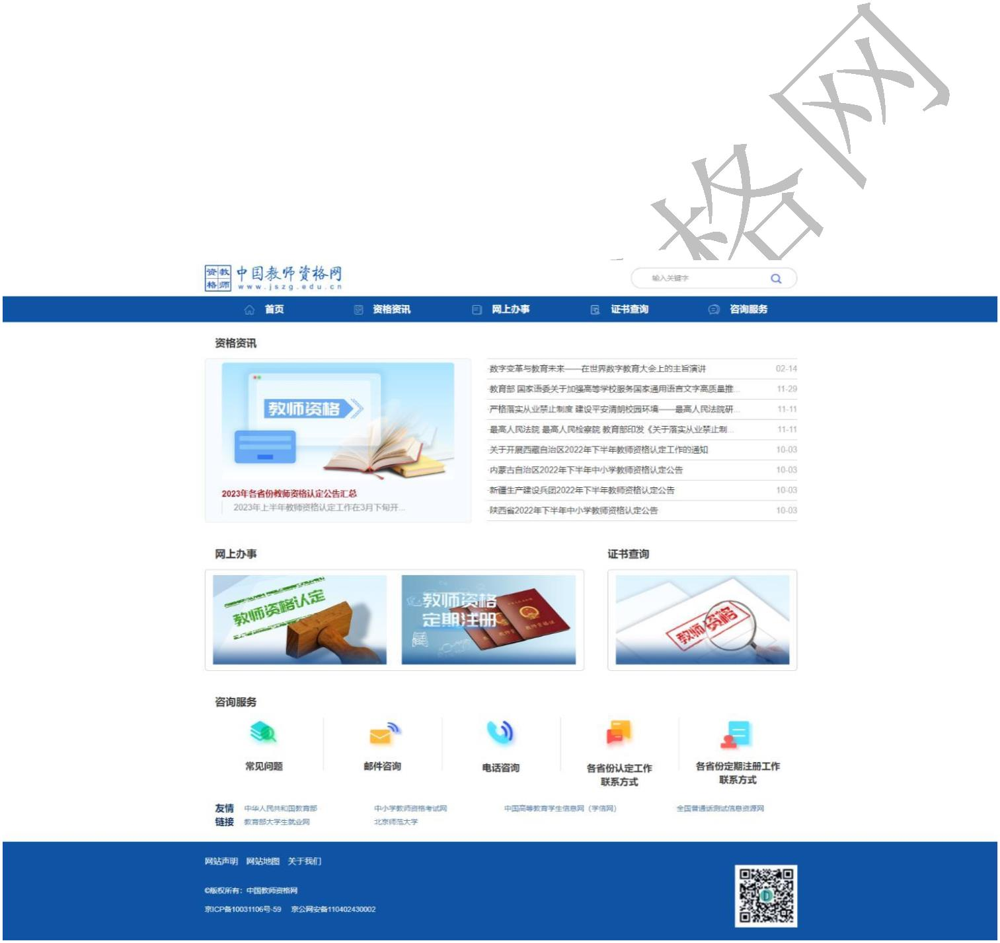 格网
资教 中国教师资格网
格师 www.jszg.edu.cn
输入关键字
首页 资格资讯 网上办事 证书查询 咨询服务
资格资讯
教师资格
2023年各省份教师资格认定公告汇总
2023年上半年教师资格认定工作在3月下旬开...
·数字变革与教育未来——在世界数字教育大会上的主旨演讲 02-14
·教育部 国家语委关于加强高等学校服务国家通用语言文字高质量推... 11-29
·严格落实从业禁止制度 建设平安清朗校园环境——最高人民法院研... 11-11
·最高人民法院 最高人民检察院 教育部印发《关于落实从业禁止制... 11-11
·关于开展西藏自治区2022年下半年教师资格认定工作的通知 10-03
·内蒙古自治区2022年下半年中小学教师资格认定公告 10-03
·新疆生产建设兵团2022年下半年教师资格认定公告 10-03
·陕西省2022年下半年中小学教师资格认定公告 10-03
网上办事
教师资格认定
教师资格
定期注册
证书查询
教师资格
咨询服务
常见问题
邮件咨询
电话咨询
各省份认定工作
联系方式
各省份定期注册工作
联系方式
友情
链接
中华人民共和国教育部 中小学教师资格考试网 中国高等教育学生信息网（学信网） 全国普通话测试信息资源网
教育部大学生就业网 北京师范大学
网站声明 网站地图 关于我们
©版权所有：中国教师资格网
京ICP备10031106号-59 京公网安备110402430002